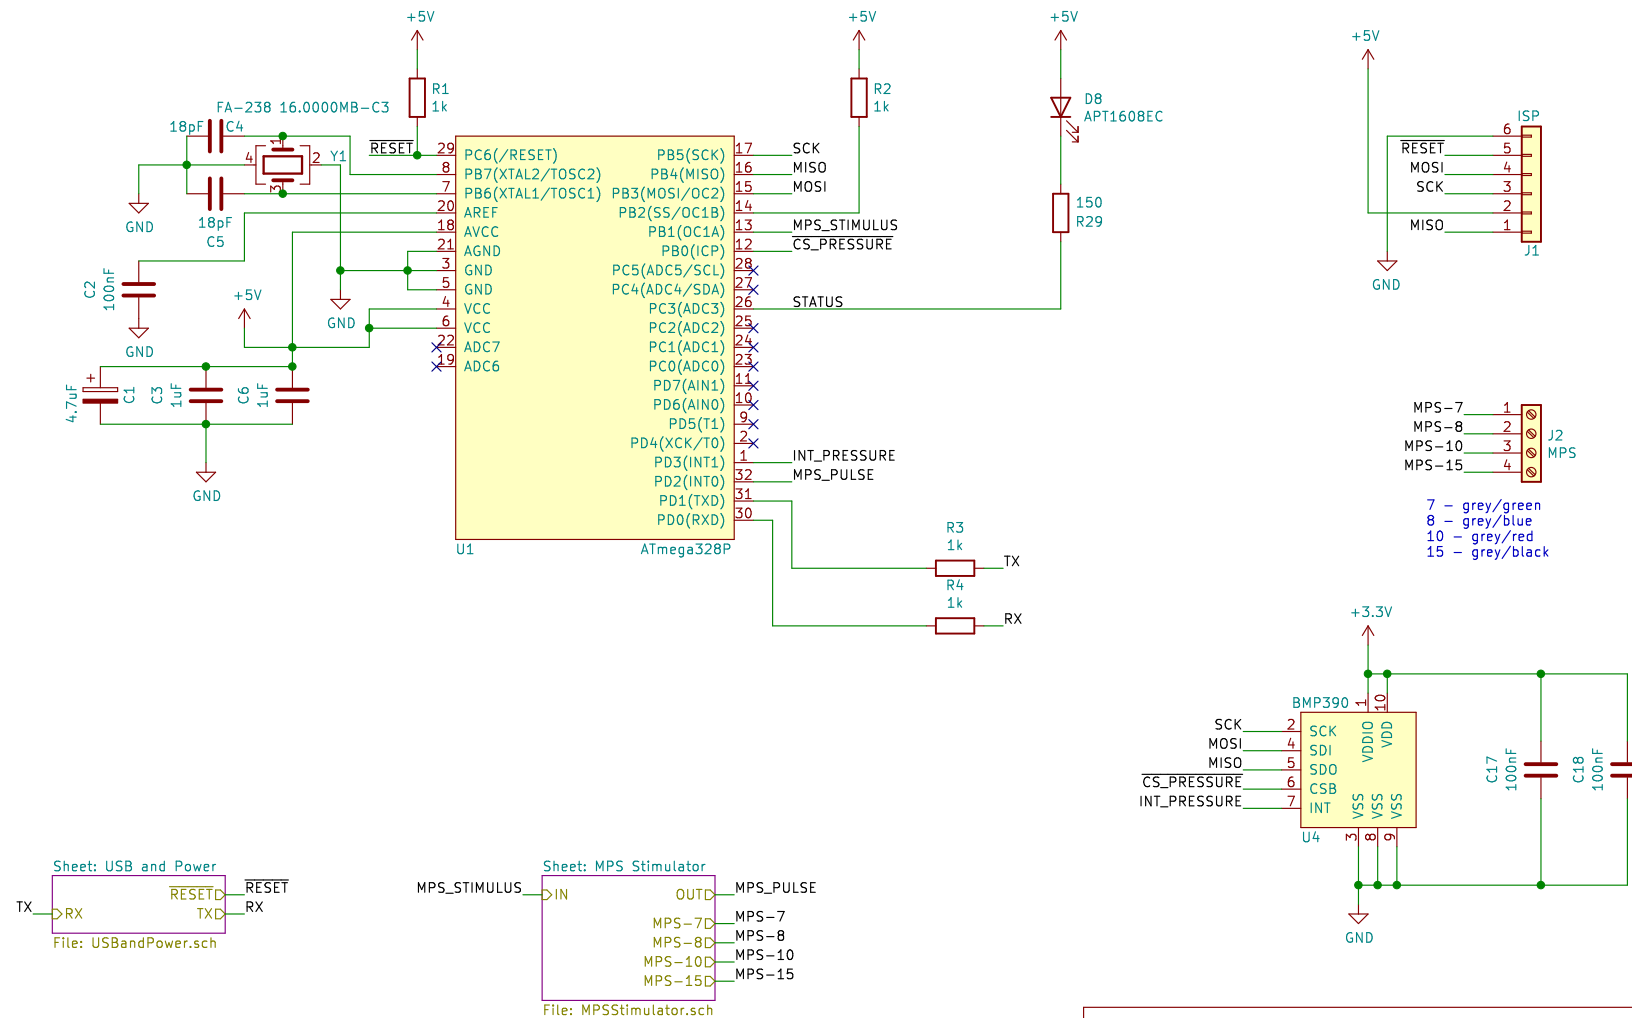 +5V
+5V
+5V
+5V
R1
1k
R2
1k
D8
APT1608EC
FA-238 16.0000MB-C3
18pF
C4
1
4
2
3
Y1
18pF
C5
GND
RESET
ISP
6
5
4
3
2
1
RESET
MOSI
SCK
MISO
J1
GND
150
R29
29 PC6(/RESET)
8 PB7(XTAL2/TOSC2)
7 PB6(XTAL1/TOSC1)
20 AREF
18 AVCC
21 AGND
3 GND
5 GND
4 VCC
6 VCC
22 ADC7
19 ADC6
PB5(SCK) 17 SCK
PB4(MISO) 16 MISO
PB3(MOSI/OC2) 15 MOSI
PB2(SS/OC1B) 14
PB1(OC1A) 13 MPS_STIMULUS
PB0(ICP) 12 CS_PRESSURE
PC5(ADC5/SCL) 28
PC4(ADC4/SDA) 27
PC3(ADC3) 26 STATUS
PC2(ADC2) 25
PC1(ADC1) 24
PC0(ADC0) 23
PD7(AIN1) 11
PD6(AIN0) 10
PD5(T1) 9
PD4(XCK/T0) 2
PD3(INT1) 1 INT_PRESSURE
PD2(INT0) 32 MPS_PULSE
PD1(TXD) 31
PD0(RXD) 30
U1
ATmega328P
C2
100nF
GND
+5V
GND
4.7uF
+
C1
C3
1uF
C6
1uF
GND
R3
1k
TX
R4
1k
RX
MPS-7 1
MPS-8 2
MPS-10 3
MPS-15 4
J2
MPS
7 - grey/green
8 - grey/blue
10 - grey/red
15 - grey/black
+3.3V
BMP390
1
10
VDDIO
VDD
SCK 2 SCK
MOSI 4 SDI
MISO 5 SDO
CS_PRESSURE 6 CSB
INT_PRESSURE 7 INT
VSS
VSS
VSS
3
8
9
U4
GND
C17
100nF
C18
100nF
Sheet: USB and Power
TX
RX
RESET
TX
RESET
RX
File: USBandPower.sch
Sheet: MPS Stimulator
MPS_STIMULUS
IN
OUT
MPS-7
MPS-8
MPS-10
MPS-15
MPS_PULSE
MPS-7
MPS-8
MPS-10
MPS-15
File: MPSStimulator.sch